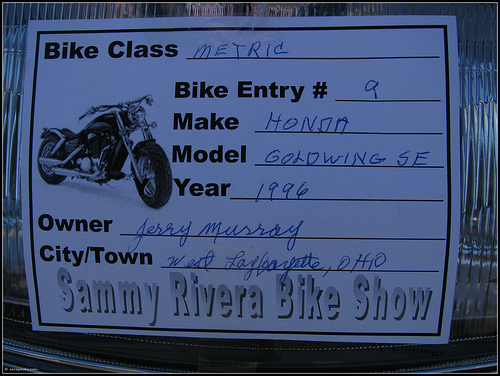 Bike Class METRIC
Bike Entry # 9
Make HONDA
Model GOLDWING SE
Year 1996
Owner Jerry Murray
City/Town West Laffayette, OHIO
Sammy Rivera Bike Show